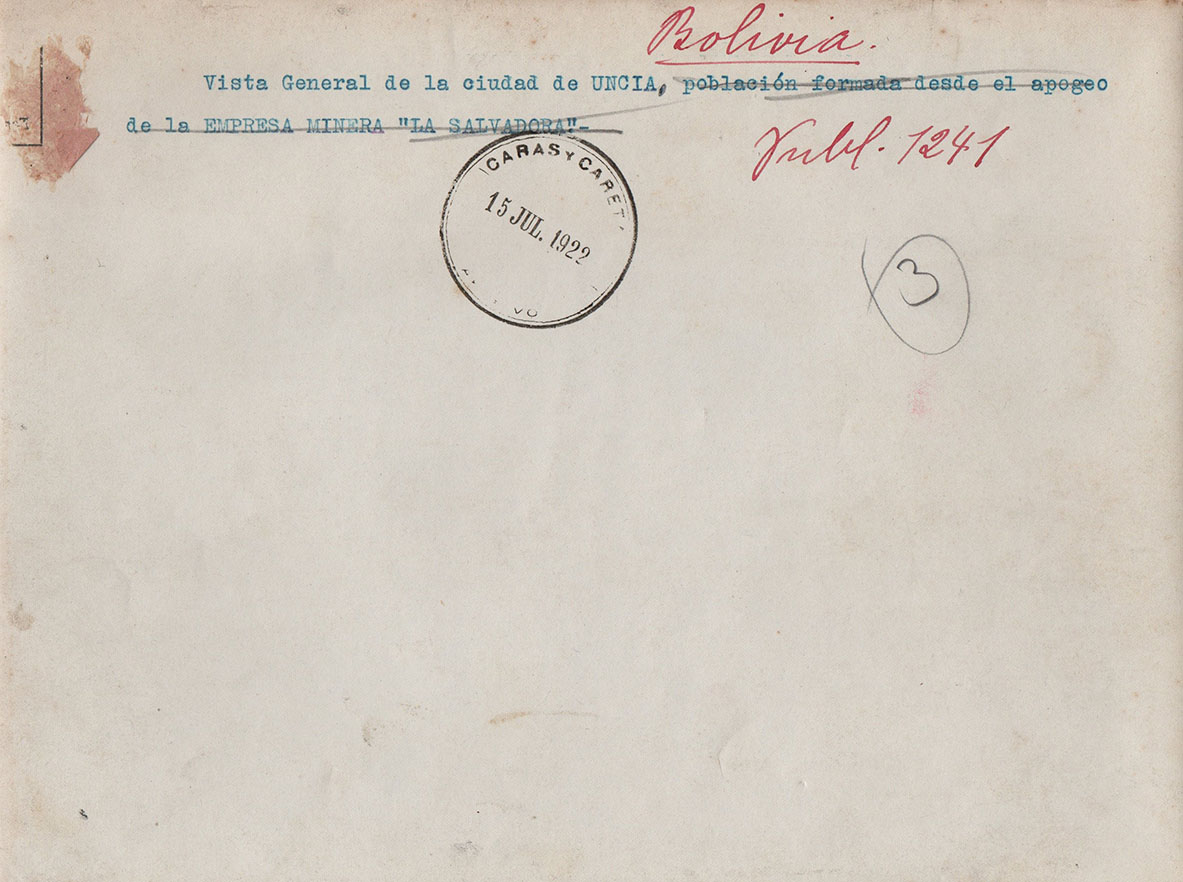 Bolivia.
Vista General de la ciudad de UNCIA, población formada desde el apogeo
de la EMPRESA MINERA "LA SALVADORA"-
Publ. 1241
CARAS Y CARET
15 JUL. 1922
VO
3